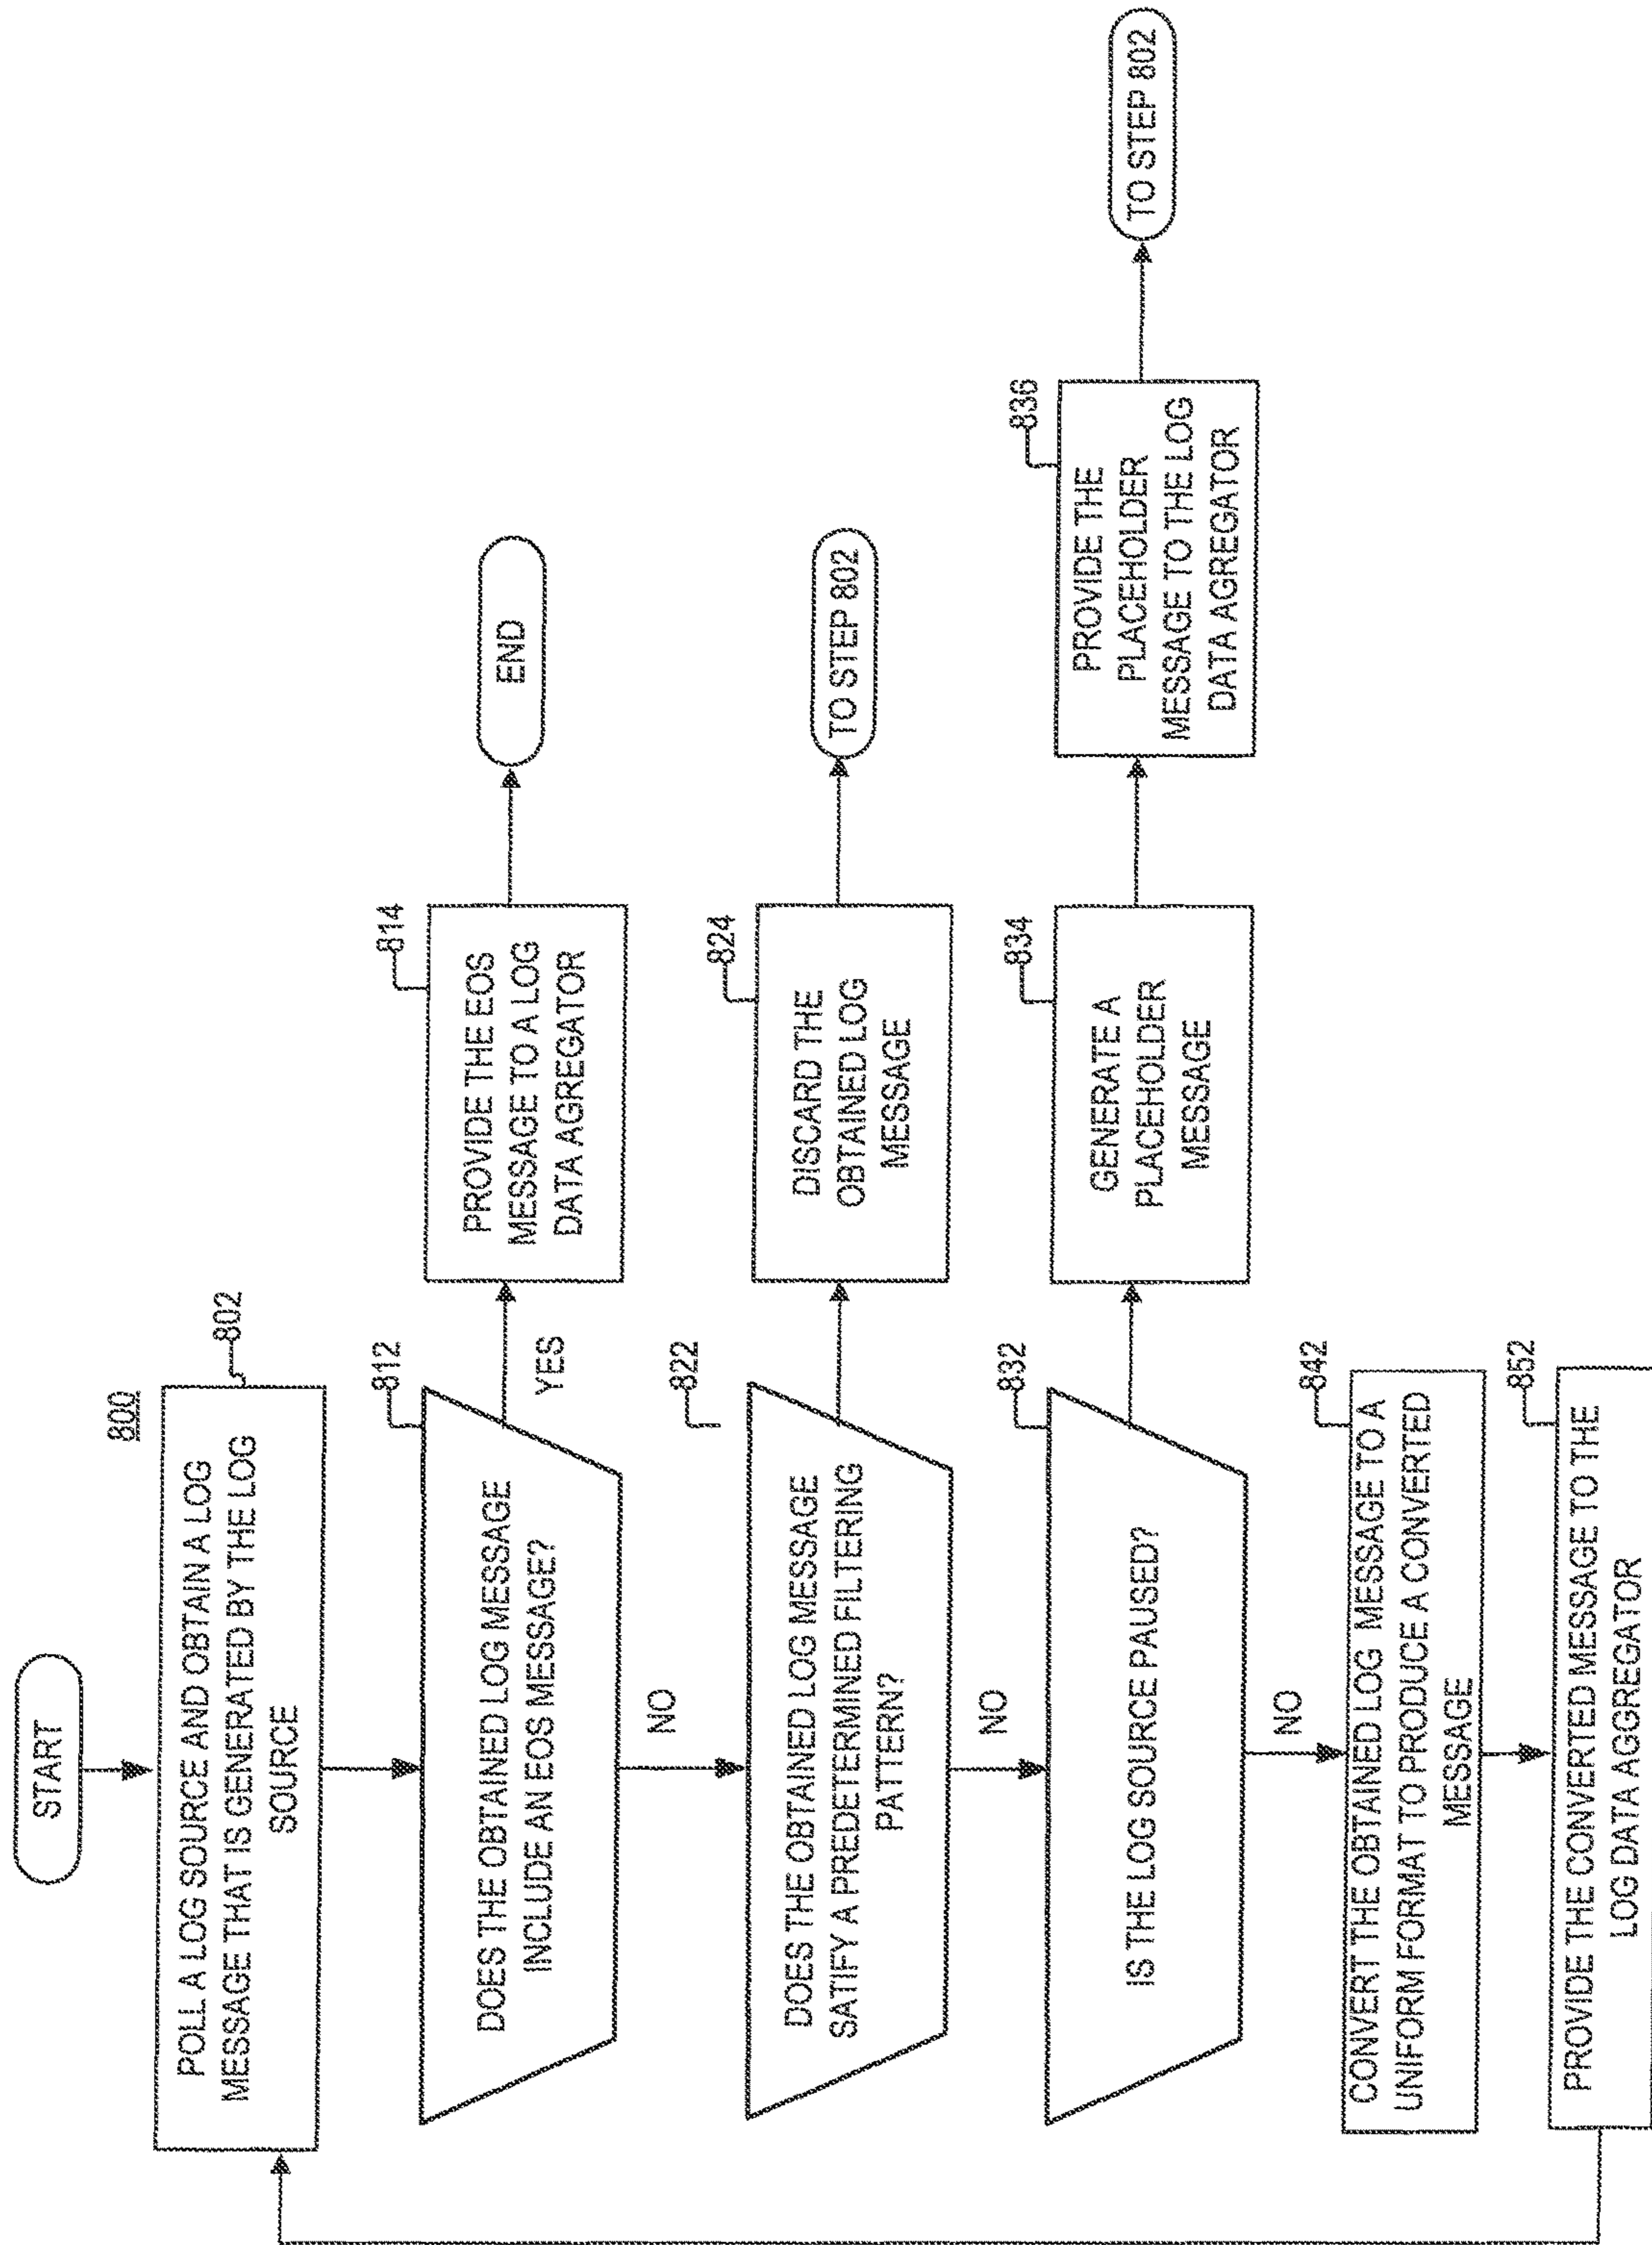 800
START
POLL A LOG SOURCE AND OBTAIN A LOG
MESSAGE THAT IS GENERATED BY THE LOG
SOURCE
802
DOES THE OBTAINED LOG MESSAGE
INCLUDE AN EOS MESSAGE?
812
YES
PROVIDE THE EOS
MESSAGE TO A LOG
DATA AGREGATOR
814
END
NO
DOES THE OBTAINED LOG MESSAGE
SATIFY A PREDETERMINED FILTERING
PATTERN?
822
DISCARD THE
OBTAINED LOG
MESSAGE
824
TO STEP 802
NO
IS THE LOG SOURCE PAUSED?
832
GENERATE A
PLACEHOLDER
MESSAGE
834
PROVIDE THE
PLACEHOLDER
MESSAGE TO THE LOG
DATA AGREGATOR
836
TO STEP 802
NO
CONVERT THE OBTAINED LOG MESSAGE TO A
UNIFORM FORMAT TO PRODUCE A CONVERTED
MESSAGE
842
PROVIDE THE CONVERTED MESSAGE TO THE
LOG DATA AGGREGATOR
852